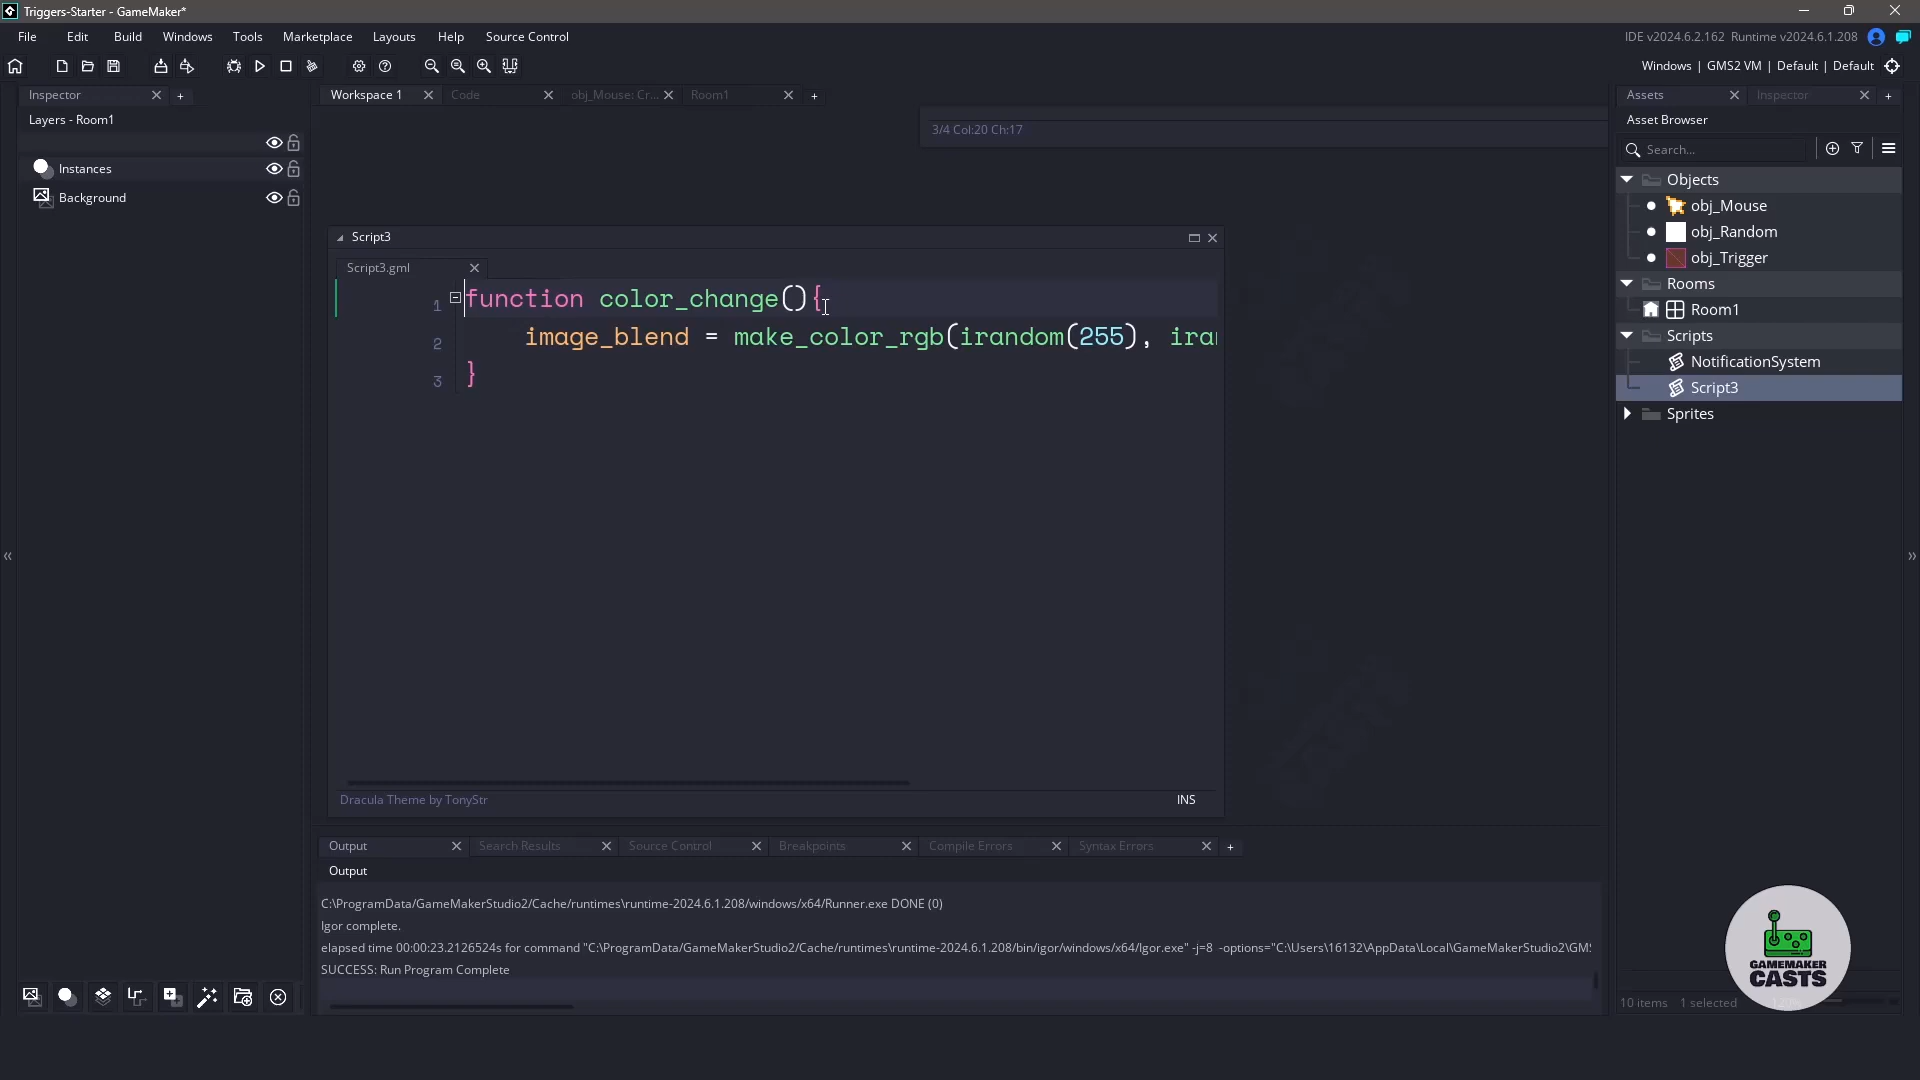 Triggers-Starter - GameMaker*
File Edit Build Windows Tools Marketplace Layouts Help Source Control
IDE v2024.6.2.162 Runtime v2024.6.1.208
Windows | GMS2 VM | Default | Default
Inspector
Layers - Room1
Instances
Background
Workspace 1 Code obj_Mouse: Cr... Room1
3/4 Col:20 Ch:17
Script3
Script3.gml
1 function color_change(){
2 image_blend = make_color_rgb(irandom(255), iran
3 }
Dracula Theme by TonyStr
INS
Output Search Results Source Control Breakpoints Compile Errors Syntax Errors
Output
C:\ProgramData/GameMakerStudio2/Cache/runtimes\runtime-2024.6.1.208/windows/x64/Runner.exe DONE (0)
Igor complete.
elapsed time 00:00:23.2126524s for command "C:\ProgramData/GameMakerStudio2/Cache/runtimes\runtime-2024.6.1.208/bin/igor/windows/x64/Igor.exe" -j=8 -options="C:\Users\16132\AppData\Local\GameMakerStudio2\GMS
SUCCESS: Run Program Complete
Assets Inspector
Asset Browser
Search...
Objects
obj_Mouse
obj_Random
obj_Trigger
Rooms
Room1
Scripts
NotificationSystem
Script3
Sprites
GAMEMAKER
CASTS
10 items 1 selected 120%